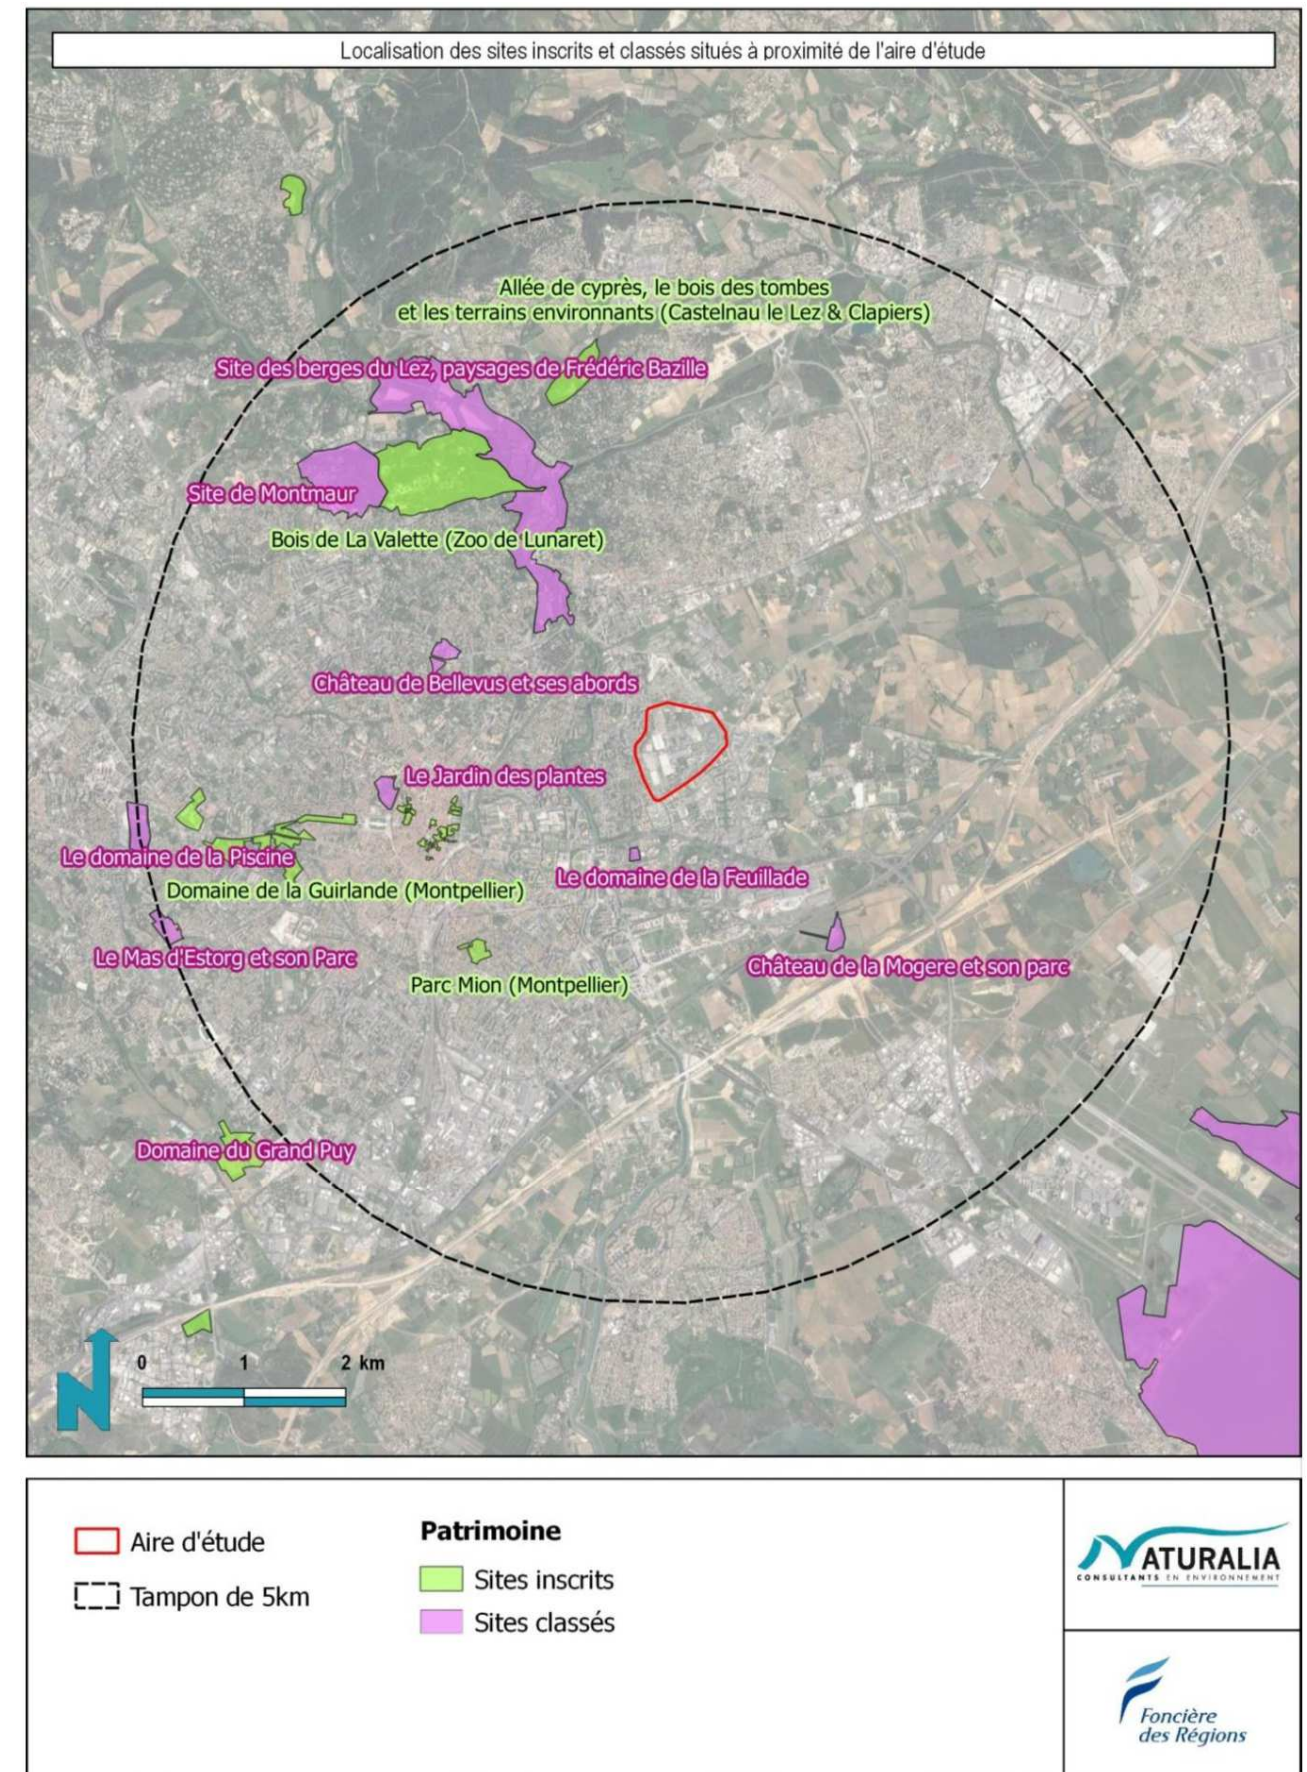 Localisation des sites inscrits et classés situés à proximité de l'aire d'étude
Allée de cyprès, le bois des tombes
et les terrains environnants (Castelnau le Lez & Clapiers)
Site des berges du Lez, paysages de Frédéric Bazille
Site de Montmaur
Bois de La Valette (Zoo de Lunaret)
Château de Bellevus et ses abords
Le Jardin des plantes
Le domaine de la Piscine
Le domaine de la Feuillade
Domaine de la Guirlande (Montpellier)
Le Mas d'Estorg et son Parc
Château de la Mogere et son parc
Parc Mion (Montpellier)
Domaine du Grand Puy
0 1 2 km
N
Aire d'étude
Tampon de 5km
Patrimoine
Sites inscrits
Sites classés
NATURALIA
CONSULTANTS EN ENVIRONNEMENT
Foncière
des Régions